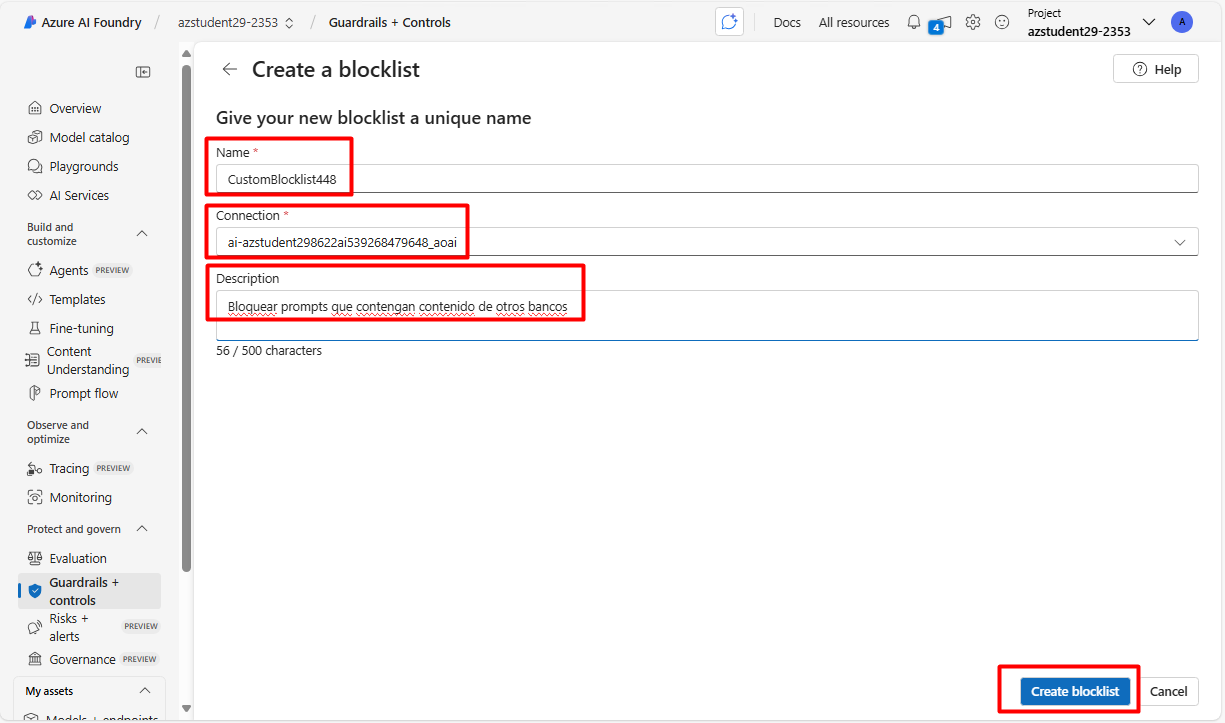 Azure AI Foundry / azstudent29-2353 / Guardrails + Controls
4
Docs All resources
Project
azstudent29-2353
A
Overview
Model catalog
Playgrounds
AI Services
Build and
customize
Agents PREVIEW
Templates
Fine-tuning
Content
Understanding PREVIE
Prompt flow
Observe and
optimize
Tracing PREVIEW
Monitoring
Protect and govern
Evaluation
Guardrails +
controls
Risks +
alerts PREVIEW
Governance PREVIEW
My assets
Models + endpoints
Create a blocklist
Help
Give your new blocklist a unique name
Name *
CustomBlocklist448
Connection *
ai-azstudent298622ai539268479648_aoai
Description
Bloquear prompts que contengan contenido de otros bancos
56 / 500 characters
Create blocklist
Cancel